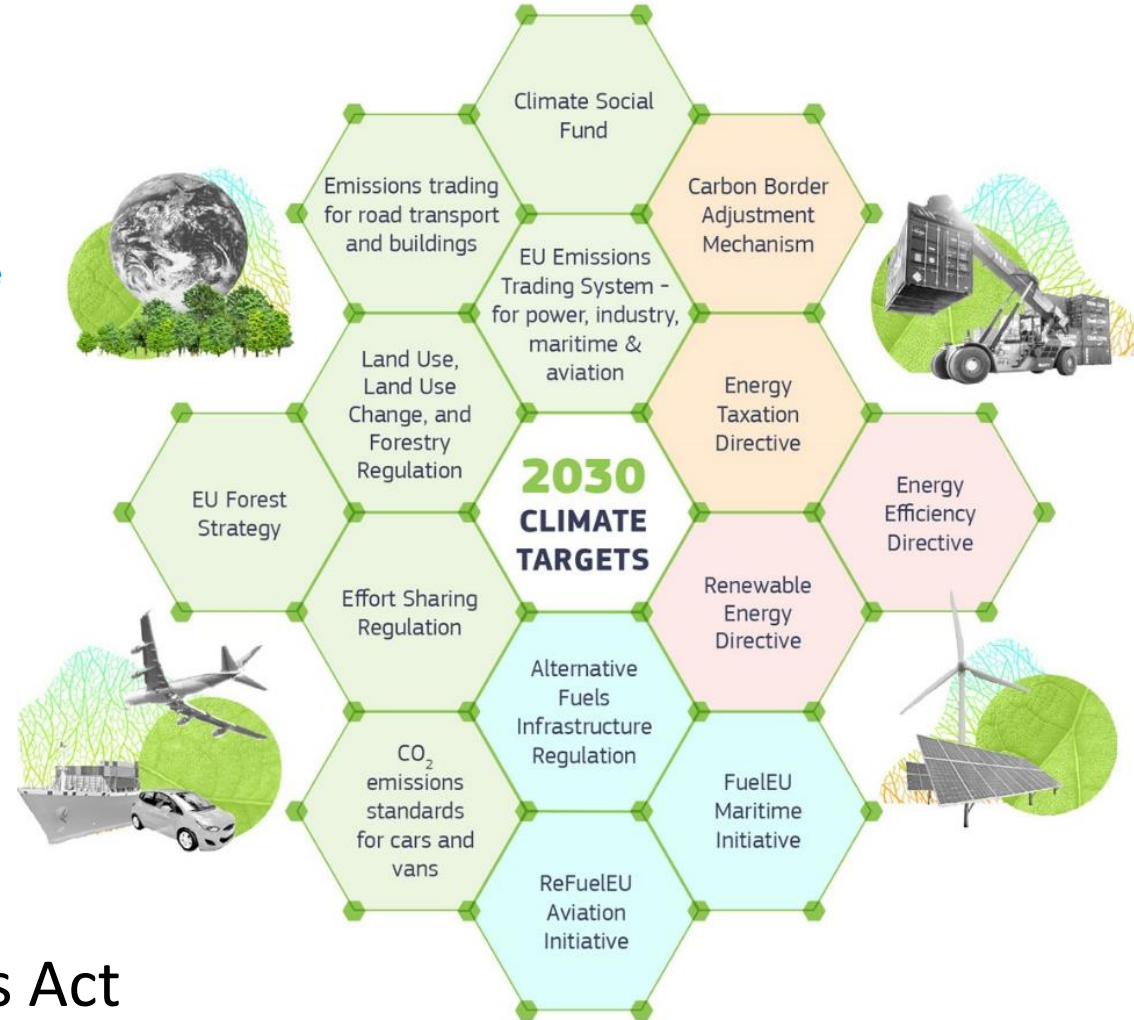 Climate Social
Fund
Emissions trading
for road transport
and buildings
Carbon Border
Adjustment
Mechanism
EU Emissions
Trading System -
for power, industry,
maritime &
aviation
Land Use,
Land Use
Change, and
Forestry
Regulation
Energy
Taxation
Directive
EU Forest
Strategy
2030
CLIMATE
TARGETS
Energy
Efficiency
Directive
Effort Sharing
Regulation
Renewable
Energy
Directive
Alternative
Fuels
Infrastructure
Regulation
CO₂
emissions
standards
for cars and
vans
FuelEU
Maritime
Initiative
ReFuelEU
Aviation
Initiative
s Act